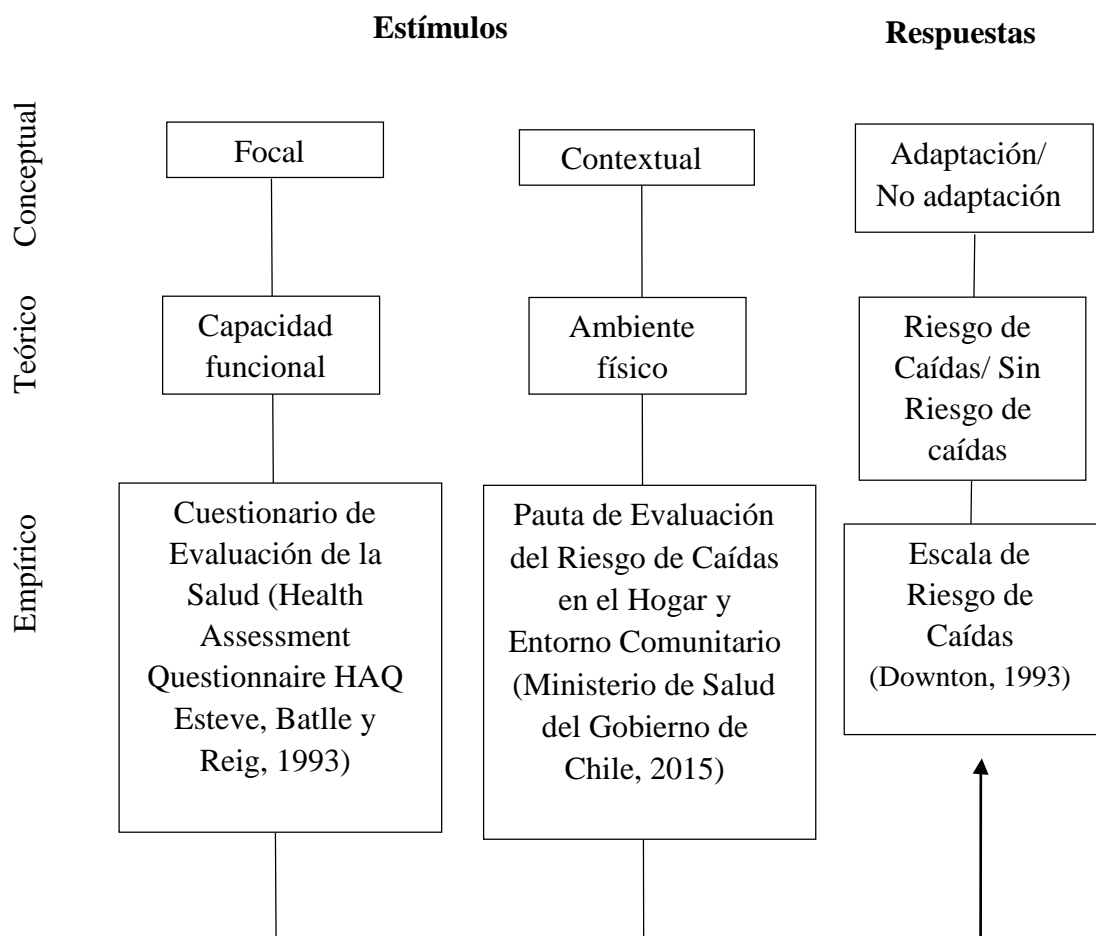 Estímulos
Respuestas
Conceptual
Focal
Contextual
Adaptación/
No adaptación
Teórico
Capacidad
funcional
Ambiente
físico
Riesgo de
Caídas/ Sin
Riesgo de
caídas
Empírico
Cuestionario de
Evaluación de la
Salud (Health
Assessment
Questionnaire HAQ
Esteve, Batlle y
Reig, 1993)
Pauta de Evaluación
del Riesgo de Caídas
en el Hogar y
Entorno Comunitario
(Ministerio de Salud
del Gobierno de
Chile, 2015)
Escala de
Riesgo de
Caídas
(Downton, 1993)